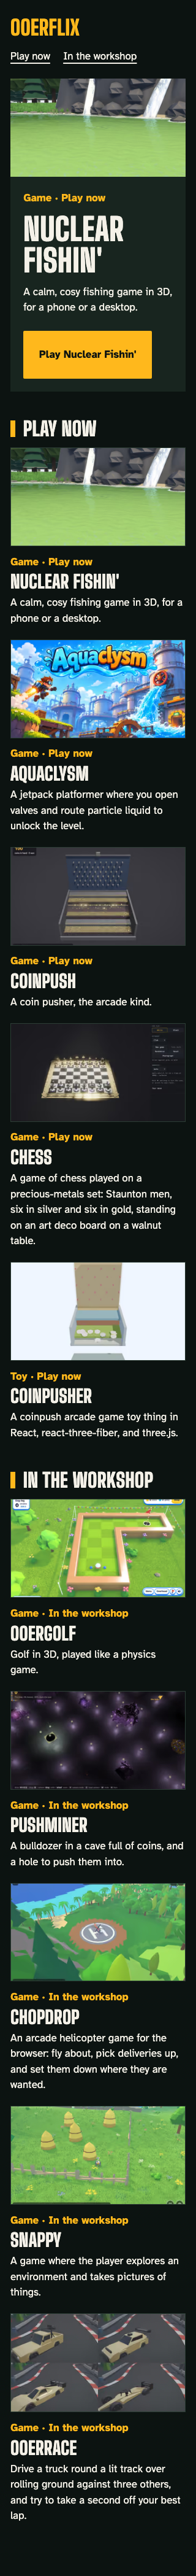 OOERFLIX
Play now In the workshop
Game · Play now
NUCLEAR
FISHIN'
A calm, cosy fishing game in 3D,
for a phone or a desktop.
Play Nuclear Fishin'
PLAY NOW
Game · Play now
NUCLEAR FISHIN'
A calm, cosy fishing game in 3D, for a
phone or a desktop.
Aquaclysm
Game · Play now
AQUACLYSM
A jetpack platformer where you open
valves and route particle liquid to
unlock the level.
Game · Play now
COINPUSH
A coin pusher, the arcade kind.
Game · Play now
CHESS
A game of chess played on a
precious-metals set: Staunton men,
six in silver and six in gold, standing
on an art deco board on a walnut
table.
Toy · Play now
COINPUSHER
A coinpush arcade game toy thing in
React, react-three-fiber, and three.js.
IN THE WORKSHOP
Game · In the workshop
OOERGOLF
Golf in 3D, played like a physics
game.
Game · In the workshop
PUSHMINER
A bulldozer in a cave full of coins, and
a hole to push them into.
Game · In the workshop
CHOPDROP
An arcade helicopter game for the
browser: fly about, pick deliveries up,
and set them down where they are
wanted.
Game · In the workshop
SNAPPY
A game where the player explores an
environment and takes pictures of
things.
Game · In the workshop
OOERRACE
Drive a truck round a lit track over
rolling ground against three others,
and try to take a second off your best
lap.